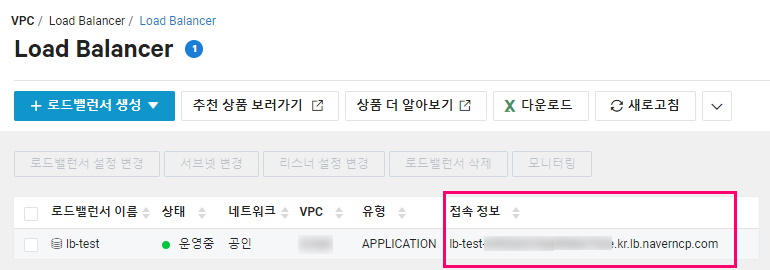 VPC / Load Balancer / Load Balancer
Load Balancer 1
+ 로드밸런서 생성 추천 상품 보러가기 상품 더 알아보기 다운로드 새로고침
로드밸런서 설정 변경 서브넷 변경 리스너 설정 변경 로드밸런서 삭제 모니터링
로드밸런서 이름 상태 네트워크 VPC 유형 접속 정보
lb-test 운영중 공인 APPLICATION lb-test- .kr.lb.naverncp.com